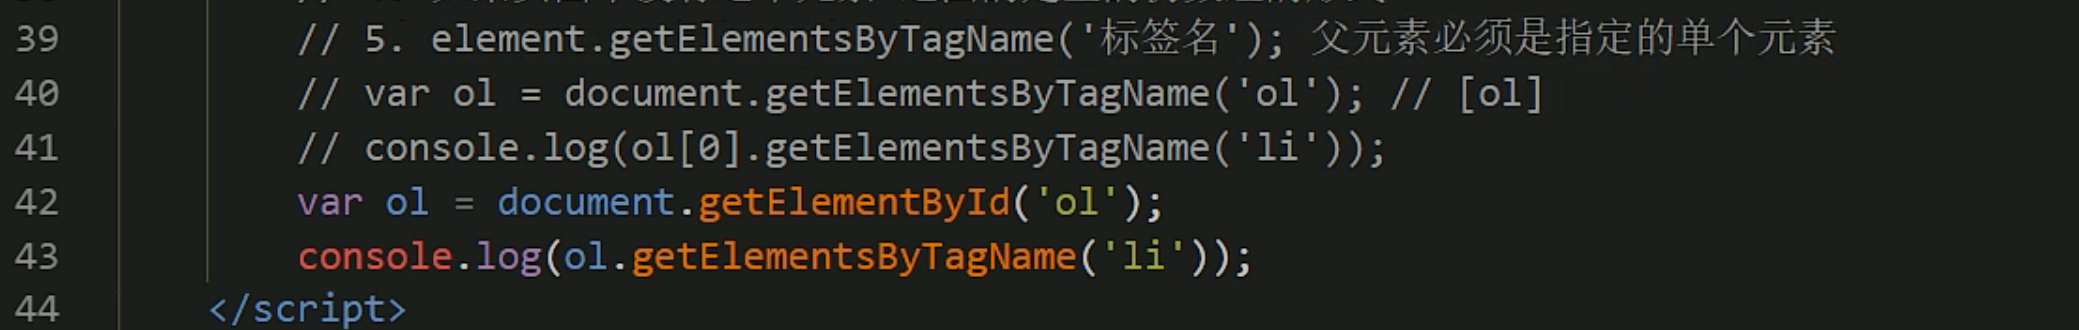 39 // 5. element.getElementsByTagName('标签名'); 父元素必须是指定的单个元素
40 // var ol = document.getElementsByTagName('ol'); // [ol]
41 // console.log(ol[0].getElementsByTagName('li'));
42 var ol = document.getElementById('ol');
43 console.log(ol.getElementsByTagName('li'));
44 </script>